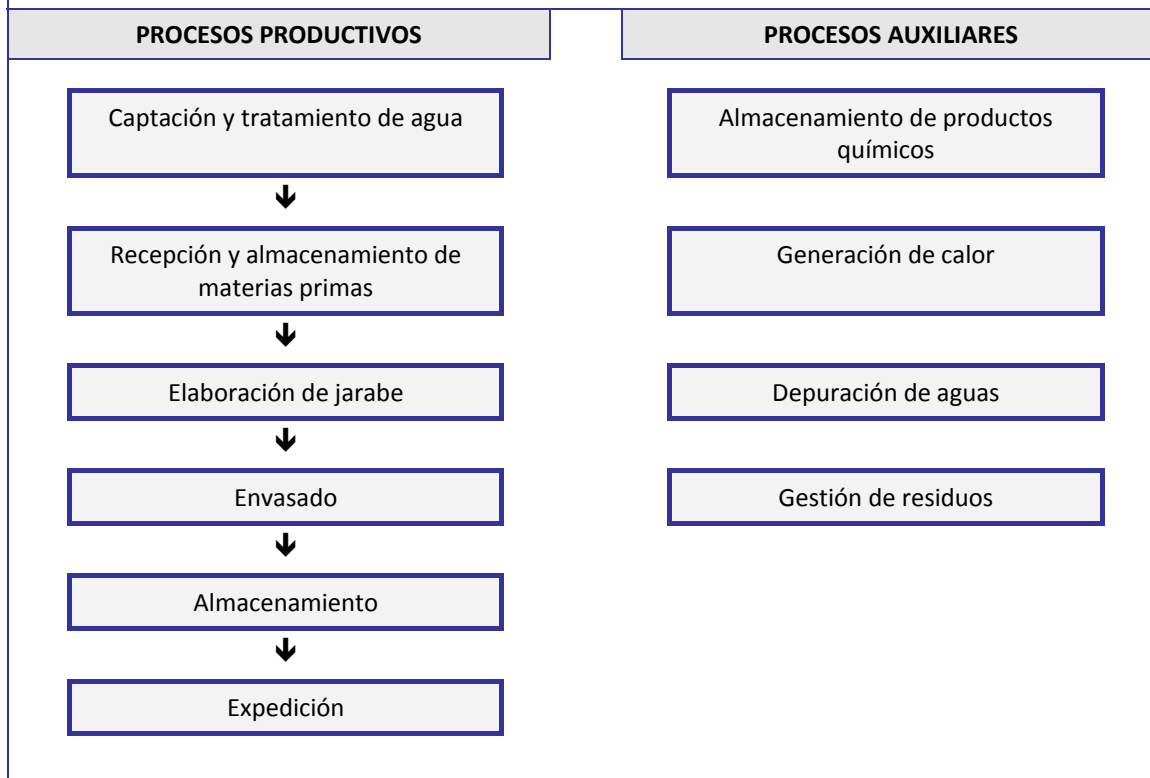 PROCESOS PRODUCTIVOS
PROCESOS AUXILIARES
Captación y tratamiento de agua
Recepción y almacenamiento de
materias primas
Elaboración de jarabe
Envasado
Almacenamiento
Expedición
Almacenamiento de productos
químicos
Generación de calor
Depuración de aguas
Gestión de residuos